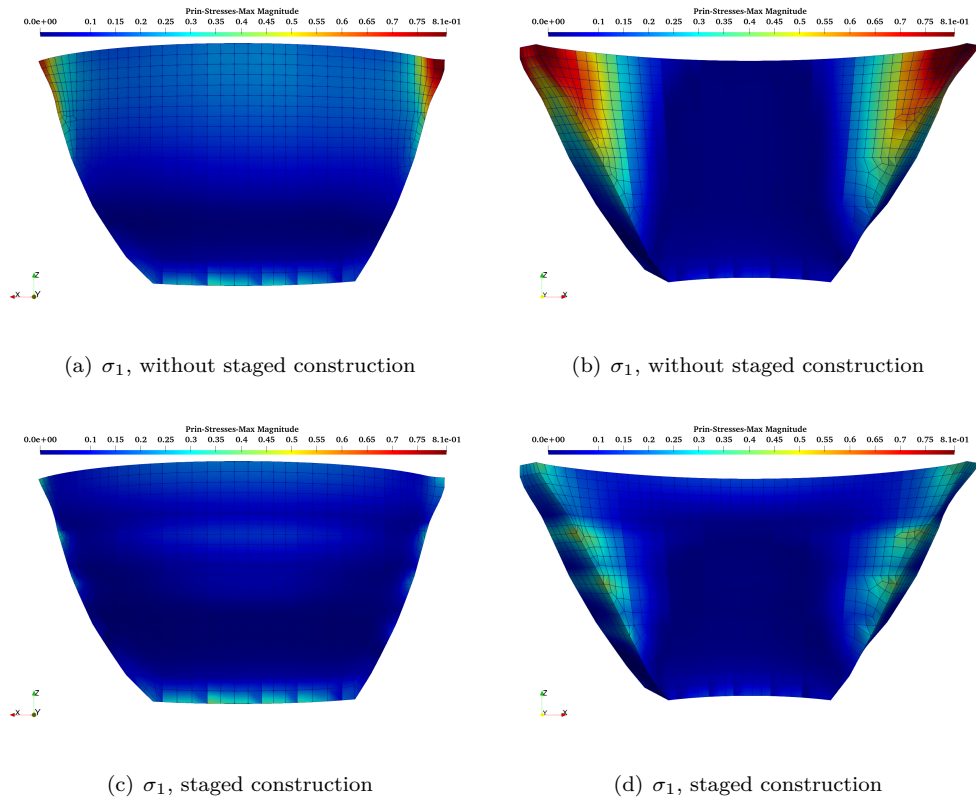 Prin-Stresses-Max Magnitude
0.0e+00 0.1 0.15 0.2 0.25 0.3 0.35 0.4 0.45 0.5 0.55 0.6 0.65 0.7 0.75 8.1e-01
Z
X Y
(a) σ1, without staged construction
Prin-Stresses-Max Magnitude
0.0e+00 0.1 0.15 0.2 0.25 0.3 0.35 0.4 0.45 0.5 0.55 0.6 0.65 0.7 0.75 8.1e-01
Z
Y X
(b) σ1, without staged construction
Prin-Stresses-Max Magnitude
0.0e+00 0.1 0.15 0.2 0.25 0.3 0.35 0.4 0.45 0.5 0.55 0.6 0.65 0.7 0.75 8.1e-01
Z
X Y
(c) σ1, staged construction
Prin-Stresses-Max Magnitude
0.0e+00 0.1 0.15 0.2 0.25 0.3 0.35 0.4 0.45 0.5 0.55 0.6 0.65 0.7 0.75 8.1e-01
Z
Y X
(d) σ1, staged construction